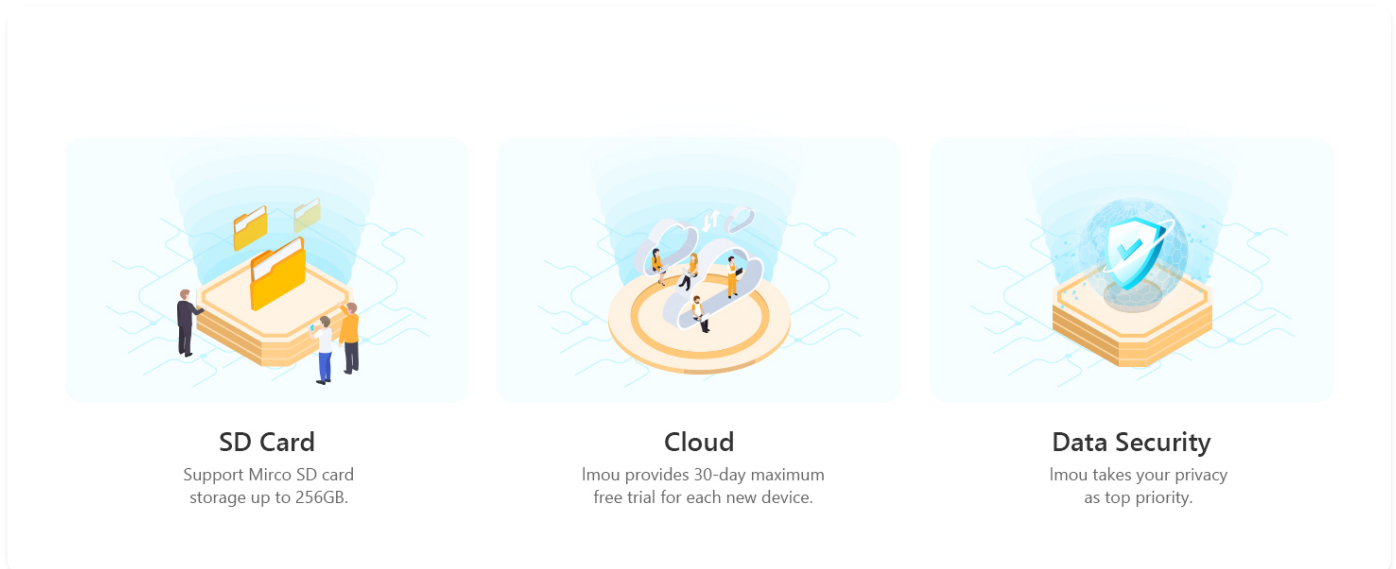 SD Card
Support Mirco SD card
storage up to 256GB.
Cloud
Imou provides 30-day maximum
free trial for each new device.
Data Security
Imou takes your privacy
as top priority.